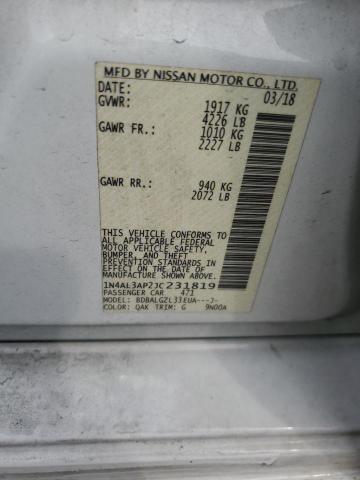 MFD BY NISSAN MOTOR CO., LTD.
DATE: 03/18
GVWR: 1917 KG
4226 LB
GAWR FR.: 1010 KG
2227 LB
GAWR RR.: 940 KG
2072 LB
THIS VEHICLE CONFORMS TO
ALL APPLICABLE FEDERAL
MOTOR VEHICLE SAFETY,
BUMPER, AND THEFT
PREVENTION STANDARDS
IN EFFECT ON THE DATE OF
MANUFACTURE SHOWN ABOVE.
1N4AL3AP2JC231819
PASSENGER CAR 471
MODEL: BDBALGZL33EUA---J-
COLOR: QAK TRIM: G 9N00A